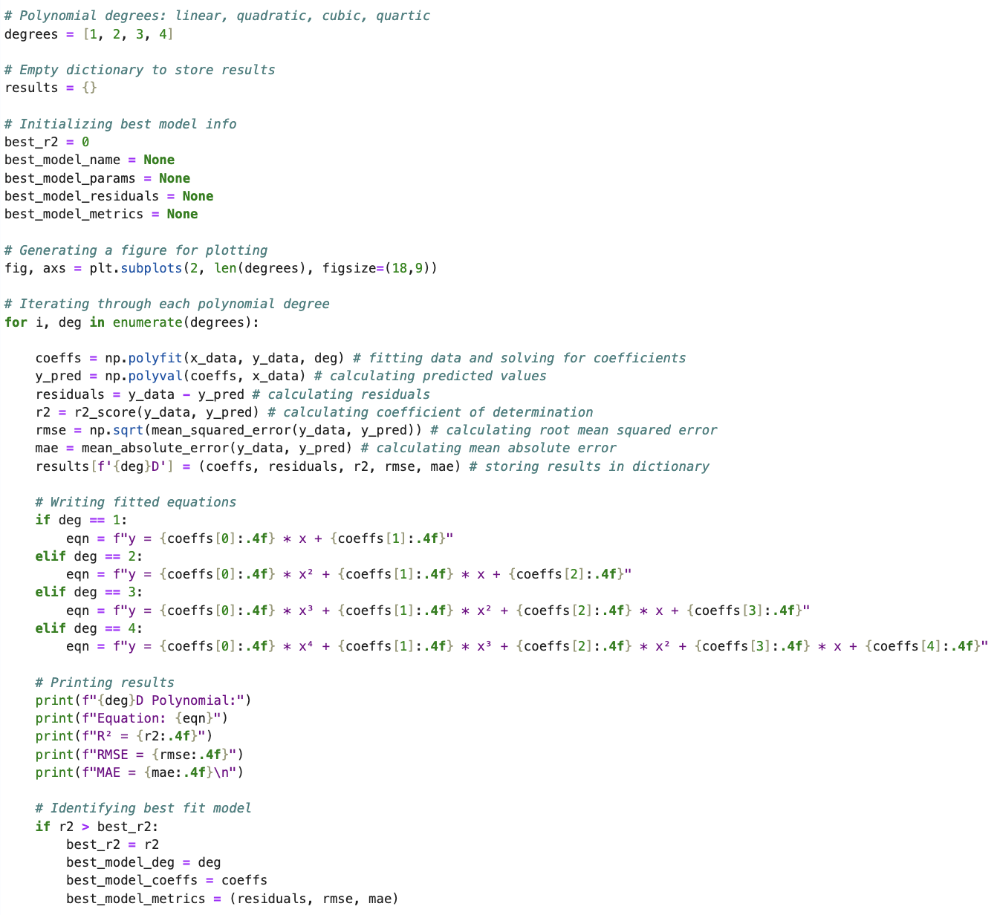 # Polynomial degrees: linear, quadratic, cubic, quartic
degrees = [1, 2, 3, 4]

# Empty dictionary to store results
results = {}

# Initializing best model info
best_r2 = 0
best_model_name = None
best_model_params = None
best_model_residuals = None
best_model_metrics = None

# Generating a figure for plotting
fig, axs = plt.subplots(2, len(degrees), figsize=(18,9))

# Iterating through each polynomial degree
for i, deg in enumerate(degrees):

    coeffs = np.polyfit(x_data, y_data, deg) # fitting data and solving for coefficients
    y_pred = np.polyval(coeffs, x_data) # calculating predicted values
    residuals = y_data - y_pred # calculating residuals
    r2 = r2_score(y_data, y_pred) # calculating coefficient of determination
    rmse = np.sqrt(mean_squared_error(y_data, y_pred)) # calculating root mean squared error
    mae = mean_absolute_error(y_data, y_pred) # calculating mean absolute error
    results[f'{deg}D'] = (coeffs, residuals, r2, rmse, mae) # storing results in dictionary

    # Writing fitted equations
    if deg == 1:
        eqn = f"y = {coeffs[0]:.4f} * x + {coeffs[1]:.4f}"
    elif deg == 2:
        eqn = f"y = {coeffs[0]:.4f} * x² + {coeffs[1]:.4f} * x + {coeffs[2]:.4f}"
    elif deg == 3:
        eqn = f"y = {coeffs[0]:.4f} * x³ + {coeffs[1]:.4f} * x² + {coeffs[2]:.4f} * x + {coeffs[3]:.4f}"
    elif deg == 4:
        eqn = f"y = {coeffs[0]:.4f} * x⁴ + {coeffs[1]:.4f} * x³ + {coeffs[2]:.4f} * x² + {coeffs[3]:.4f} * x + {coeffs[4]:.4f}"

    # Printing results
    print(f"{deg}D Polynomial:")
    print(f"Equation: {eqn}")
    print(f"R² = {r2:.4f}")
    print(f"RMSE = {rmse:.4f}")
    print(f"MAE = {mae:.4f}\n")

    # Identifying best fit model
    if r2 > best_r2:
        best_r2 = r2
        best_model_deg = deg
        best_model_coeffs = coeffs
        best_model_metrics = (residuals, rmse, mae)